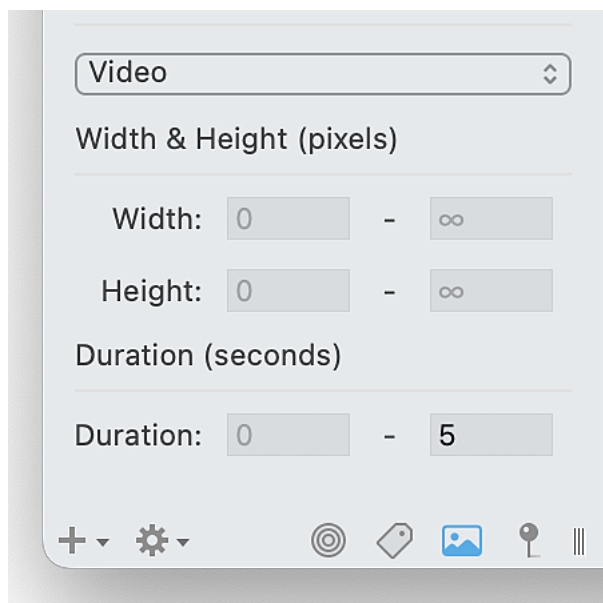 Video
Width & Height (pixels)
Width: 0 - ∞
Height: 0 - ∞
Duration (seconds)
Duration: 0 - 5